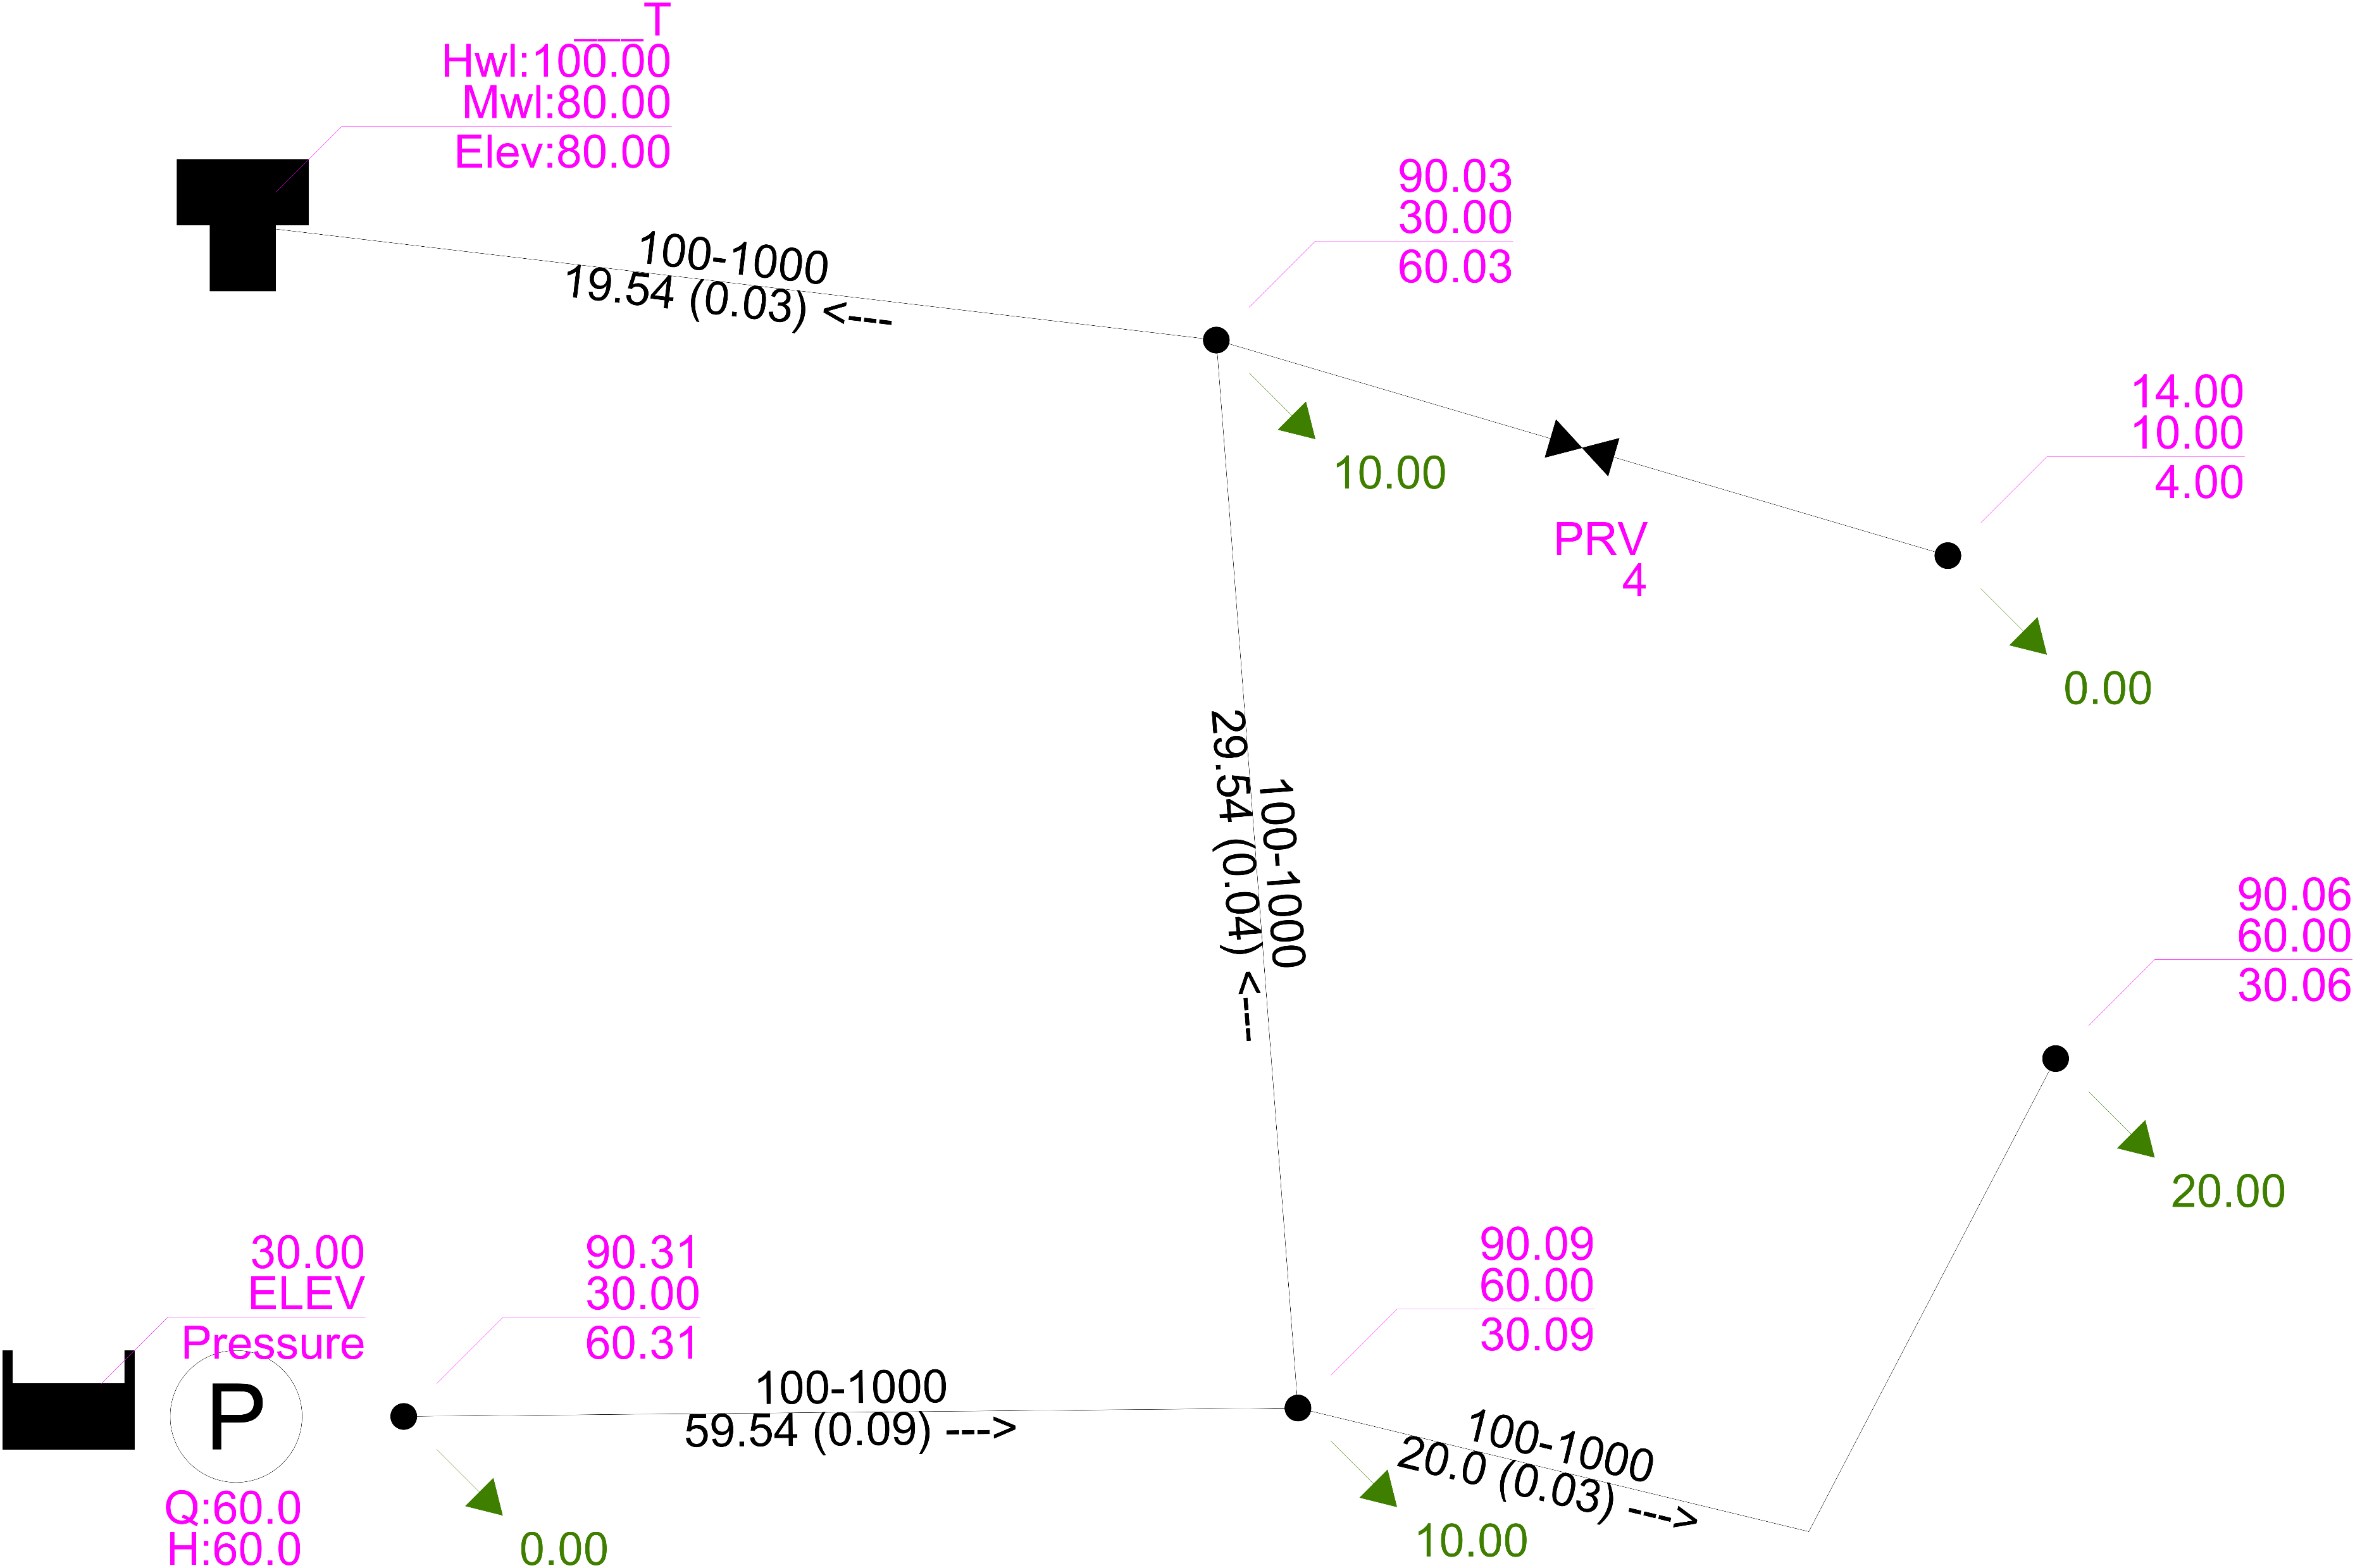 ___T
Hwl:100.00
Mwl:80.00
Elev:80.00
100-1000
19.54 (0.03) <---
90.03
30.00
60.03
10.00
PRV
4
14.00
10.00
4.00
0.00
100-1000
29.54 (0.04) <---
90.06
60.00
30.06
20.00
30.00
ELEV
Pressure
P
Q:60.0
H:60.0
90.31
30.00
60.31
0.00
100-1000
59.54 (0.09) --->
90.09
60.00
30.09
10.00
100-1000
20.0 (0.03) --->